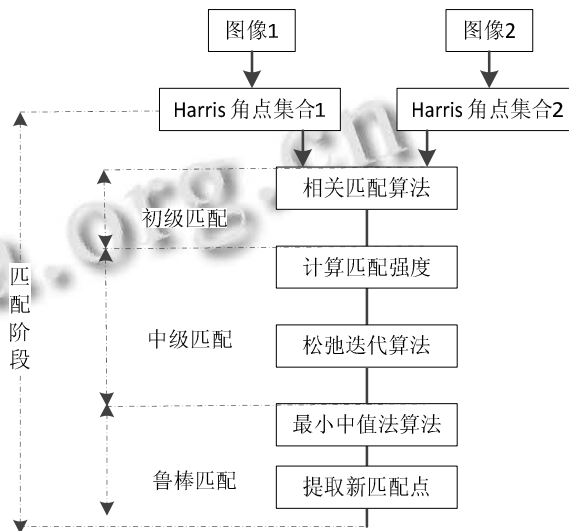 图像1
图像2
Harris 角点集合1
Harris 角点集合2
相关匹配算法
初级匹配
计算匹配强度
匹配阶段
中级匹配
松弛迭代算法
最小中值法算法
鲁棒匹配
提取新匹配点
.org.cn